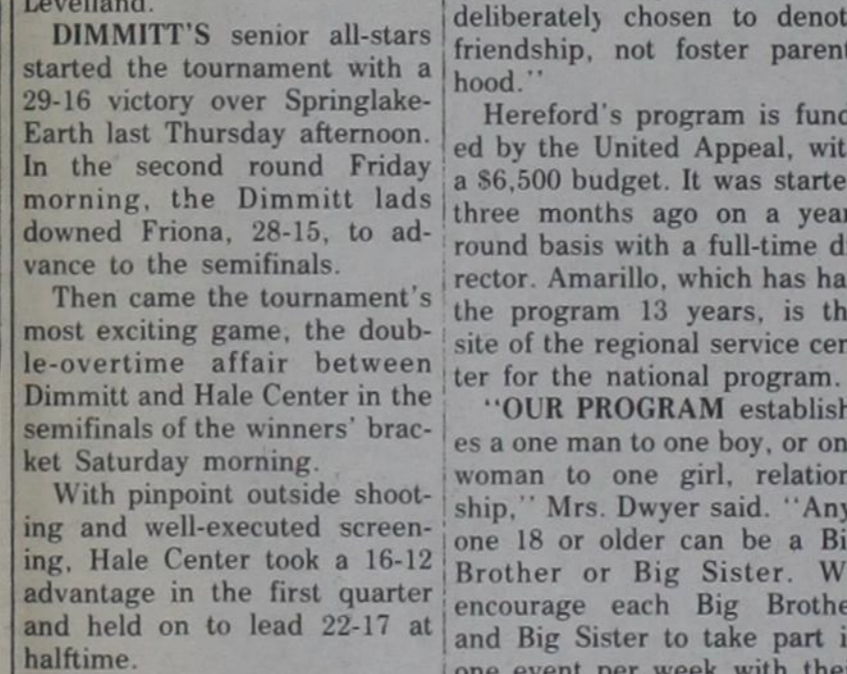 Levelland.
DIMMITT'S senior all-stars
started the tournament with a
29-16 victory over Springlake-
Earth last Thursday afternoon.
In the second round Friday
morning, the Dimmitt lads
downed Friona, 28-15, to ad-
vance to the semifinals.
Then came the tournament's
most exciting game, the doub-
le-overtime affair between
Dimmitt and Hale Center in the
semifinals of the winners' brac-
ket Saturday morning.
With pinpoint outside shoot-
ing and well-executed screen-
ing, Hale Center took a 16-12
advantage in the first quarter
and held on to lead 22-17 at
halftime.
deliberately chosen to denot
friendship, not foster parent
hood."
Hereford's program is fund
ed by the United Appeal, wit
a $6,500 budget. It was starte
three months ago on a year
round basis with a full-time d
rector. Amarillo, which has ha
the program 13 years, is th
site of the regional service cen
ter for the national program.
"OUR PROGRAM establish
es a one man to one boy, or on
woman to one girl, relation
ship," Mrs. Dwyer said. "Any
one 18 or older can be a Bi
Brother or Big Sister. W
encourage each Big Brothe
and Big Sister to take part i
one event per week with thei